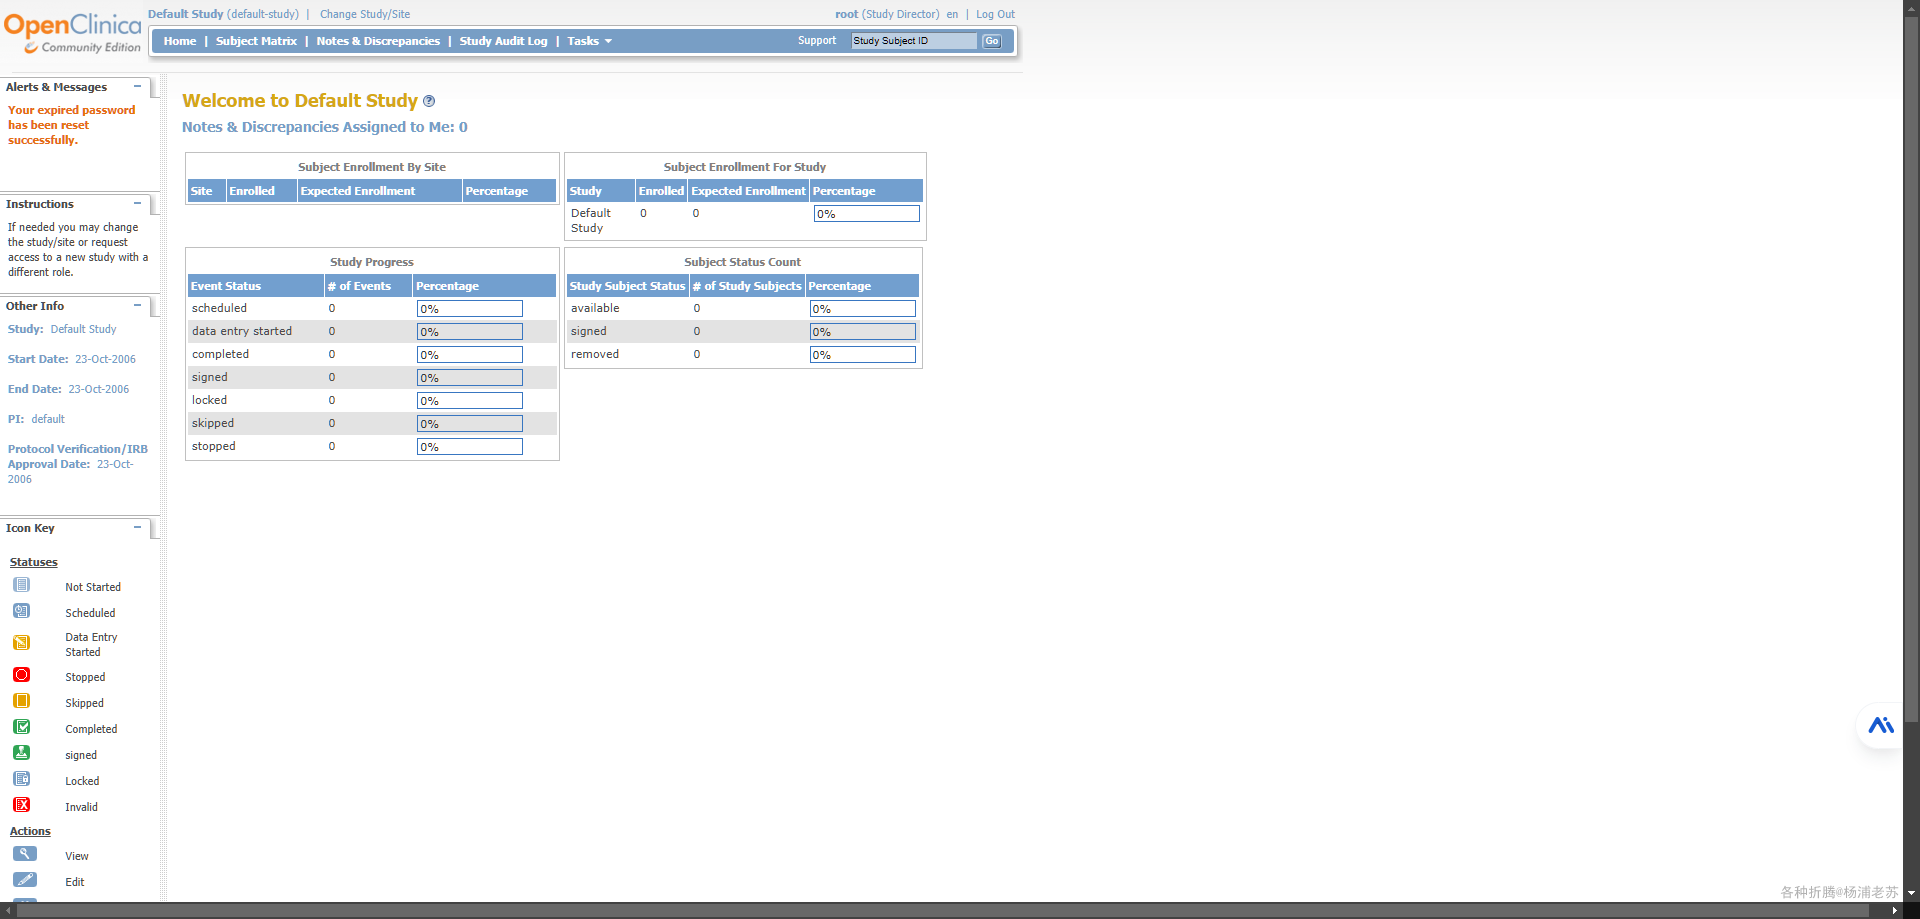 OpenClinica
Community Edition
Default Study (default-study) | Change Study/Site
root (Study Director) en | Log Out
Home | Subject Matrix | Notes & Discrepancies | Study Audit Log | Tasks
Support Study Subject ID Go
Alerts & Messages
Your expired password
has been reset
successfully.
Instructions
If needed you may change
the study/site or request
access to a new study with a
different role.
Other Info
Study: Default Study
Start Date: 23-Oct-2006
End Date: 23-Oct-2006
PI: default
Protocol Verification/IRB
Approval Date: 23-Oct-
2006
Icon Key
Statuses
Not Started
Scheduled
Data Entry
Started
Stopped
Skipped
Completed
signed
Locked
Invalid
Actions
View
Edit
Welcome to Default Study ?
Notes & Discrepancies Assigned to Me: 0
Subject Enrollment By Site
Site Enrolled Expected Enrollment Percentage
Subject Enrollment For Study
Study Enrolled Expected Enrollment Percentage
Default 0 0 0%
Study
Study Progress
Event Status # of Events Percentage
scheduled 0 0%
data entry started 0 0%
completed 0 0%
signed 0 0%
locked 0 0%
skipped 0 0%
stopped 0 0%
Subject Status Count
Study Subject Status # of Study Subjects Percentage
available 0 0%
signed 0 0%
removed 0 0%
各种折腾@杨浦老苏